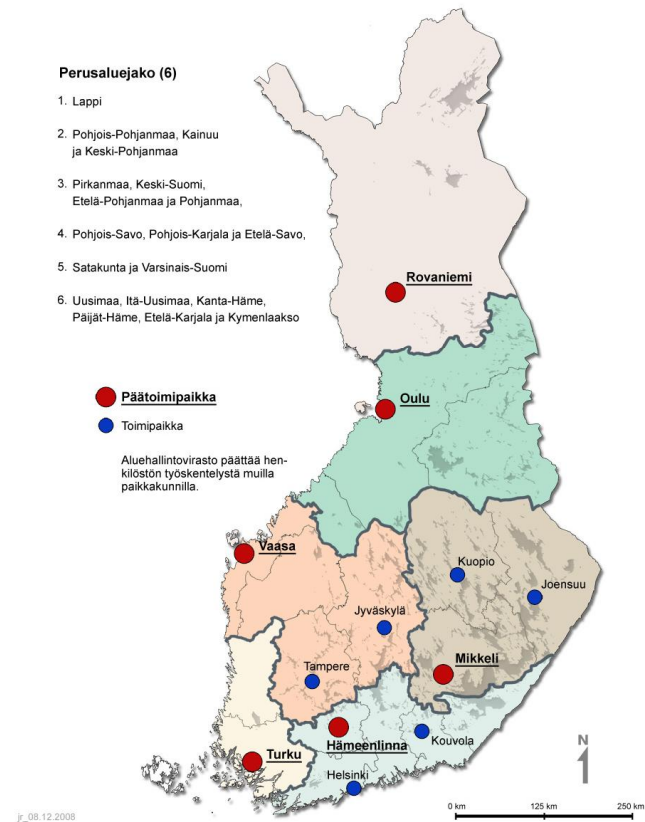 Perusaluejako (6)
1. Lappi
2. Pohjois-Pohjanmaa, Kainuu
ja Keski-Pohjanmaa
3. Pirkanmaa, Keski-Suomi,
Etelä-Pohjanmaa ja Pohjanmaa,
4. Pohjois-Savo, Pohjois-Karjala ja Etelä-Savo,
5. Satakunta ja Varsinais-Suomi
6. Uusimaa, Itä-Uusimaa, Kanta-Häme,
Päijät-Häme, Etelä-Karjala ja Kymenlaakso
Päätoimipaikka
Toimipaikka
Aluehallintovirasto päättää hen-
kilöstön työskentelystä muilla
paikkakunnilla.
Rovaniemi
Oulu
Vaasa
Kuopio
Joensuu
Jyväskylä
Mikkeli
Tampere
Hämeenlinna
Kouvola
Turku
Helsinki
N
0 km
125 km
250 km
jr_08.12.2008